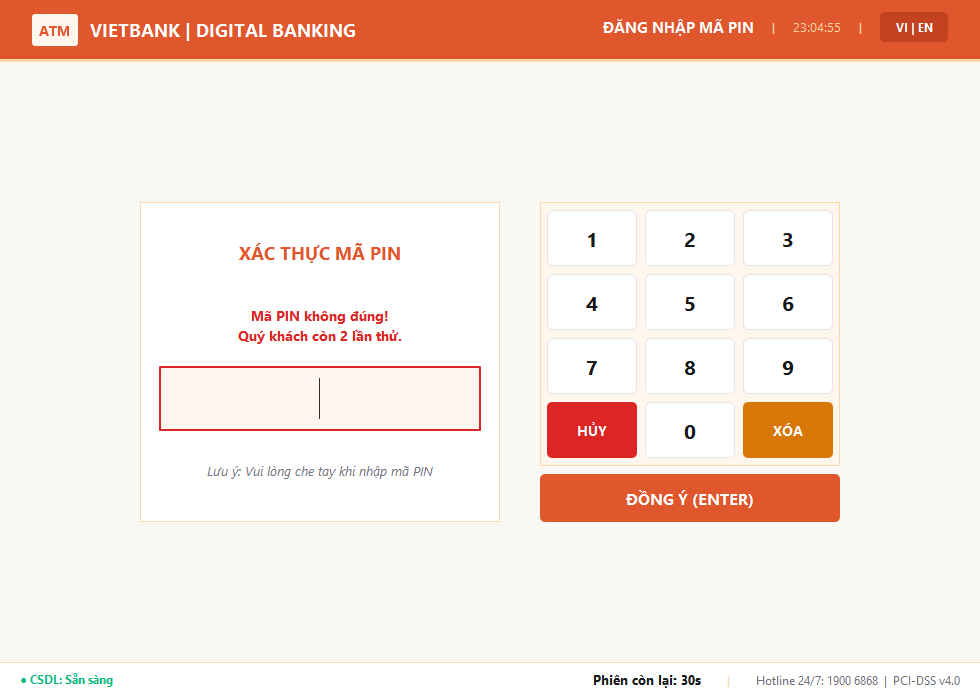 ATM VIETBANK | DIGITAL BANKING ĐĂNG NHẬP MÃ PIN | 23:04:55 | VI | EN
XÁC THỰC MÃ PIN
Mã PIN không đúng!
Quý khách còn 2 lần thử.
Lưu ý: Vui lòng che tay khi nhập mã PIN
1 2 3
4 5 6
7 8 9
HỦY 0 XÓA
ĐỒNG Ý (ENTER)
● CSDL: Sẵn sàng Phiên còn lại: 30s | Hotline 24/7: 1900 6868 | PCI-DSS v4.0